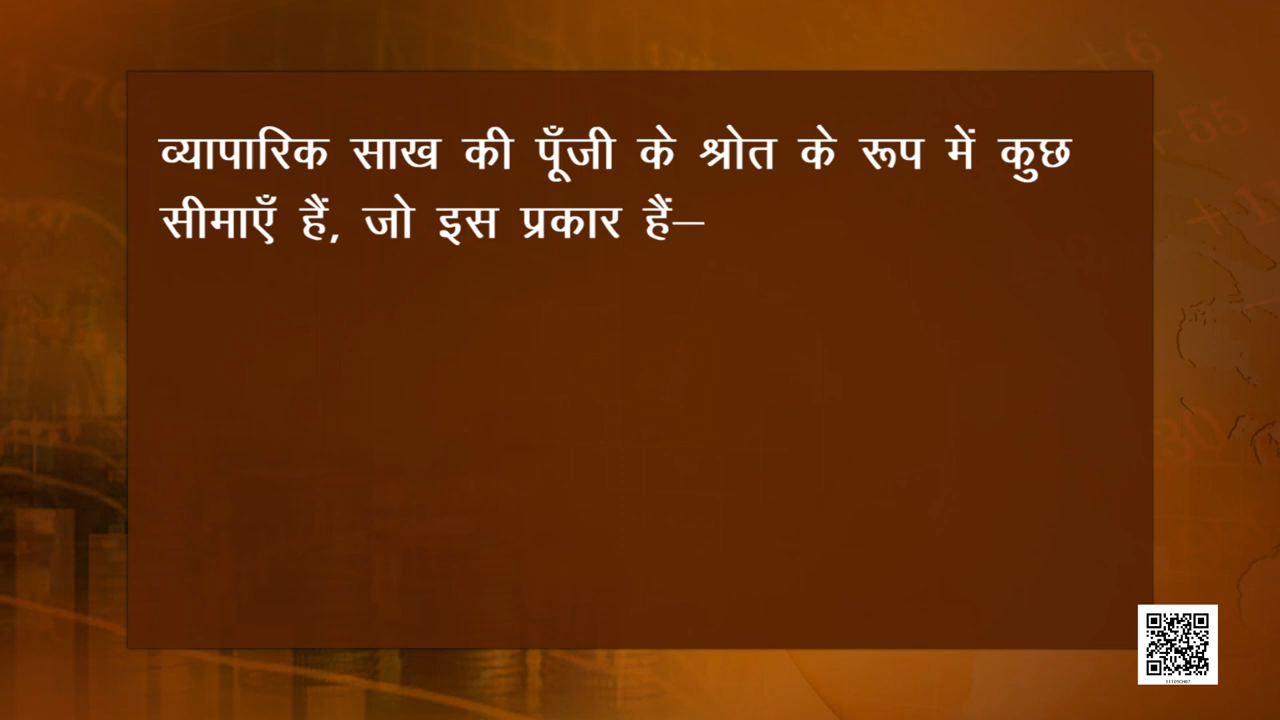 व्यापारिक साख की पूँजी के श्रोत के रूप में कुछ
सीमाएँ हैं, जो इस प्रकार हैं—